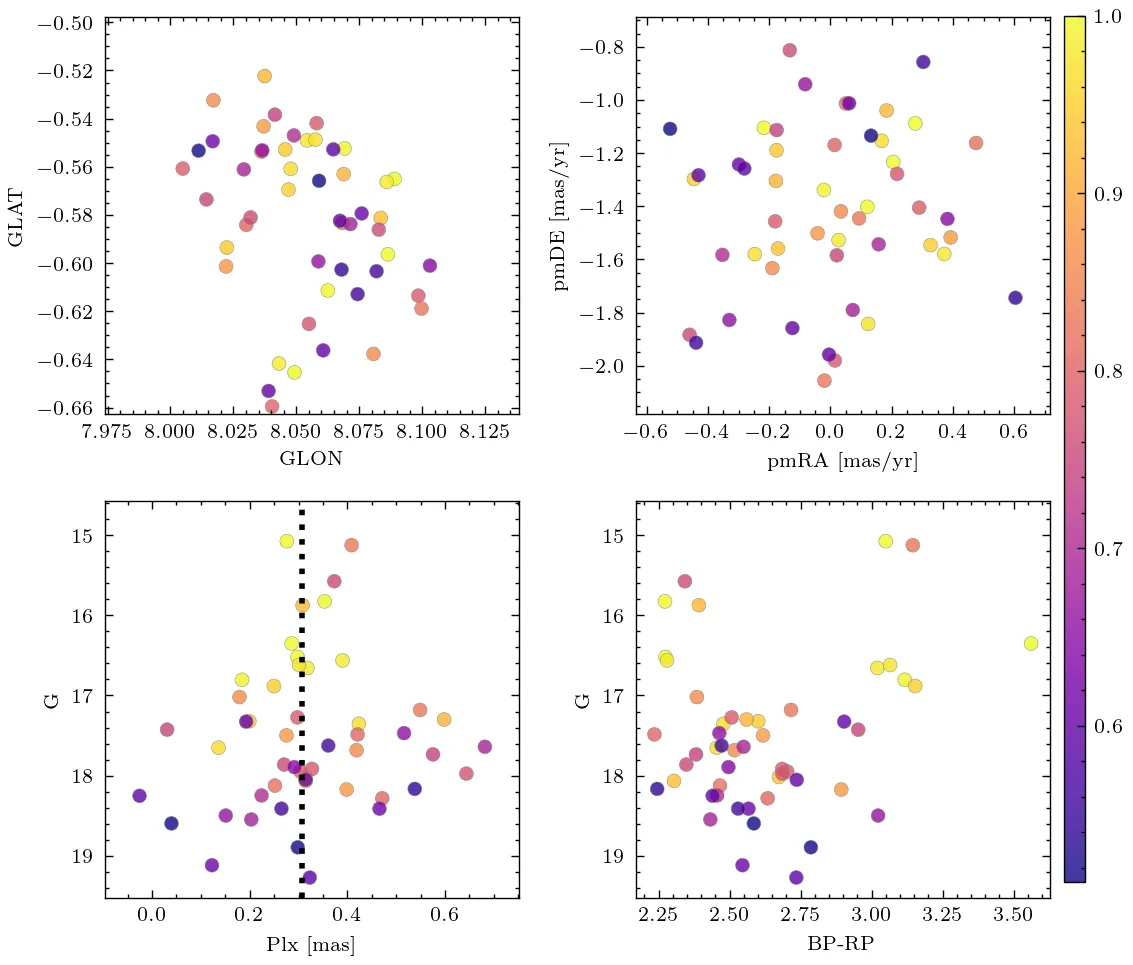 −0.50
−0.52
−0.54
−0.56
−0.58
−0.60
−0.62
−0.64
−0.66
GLAT
7.975 8.000 8.025 8.050 8.075 8.100 8.125
GLON
−0.8
−1.0
−1.2
−1.4
−1.6
−1.8
−2.0
pmDE [mas/yr]
−0.6 −0.4 −0.2 0.0 0.2 0.4 0.6
pmRA [mas/yr]
1.0
0.9
0.8
0.7
0.6
15
16
17
18
19
G
0.0 0.2 0.4 0.6
Plx [mas]
15
16
17
18
19
G
2.25 2.50 2.75 3.00 3.25 3.50
BP-RP